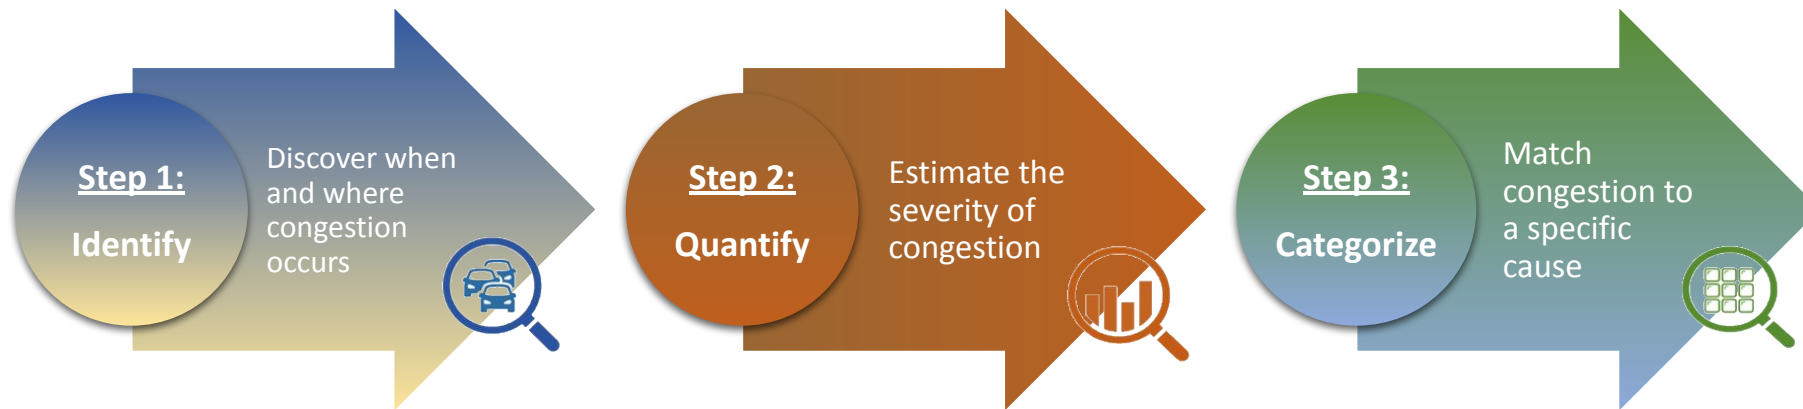 Step 1:
Identify
Discover when
and where
congestion
occurs
Step 2:
Quantify
Estimate the
severity of
congestion
Step 3:
Categorize
Match
congestion to
a specific
cause